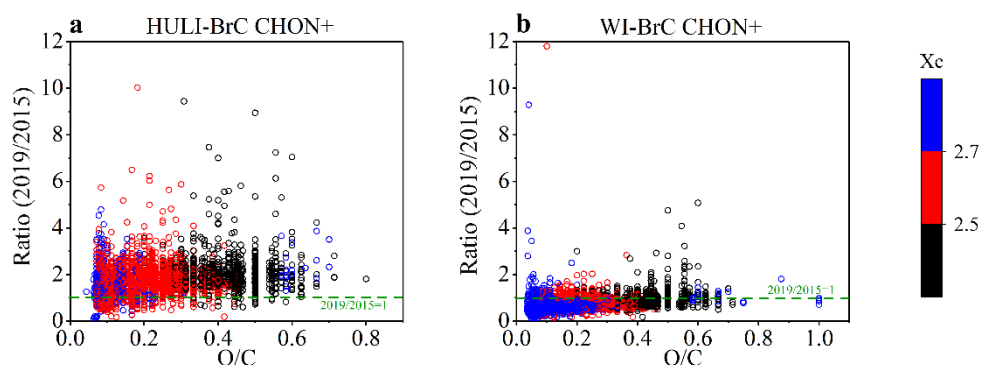 a HULI-BrC CHON+
12
10
8
6
4
2
0
Ratio (2019/2015)
2019/2015=1
0.0 0.2 0.4 0.6 0.8
O/C
b WI-BrC CHON+
12
10
8
6
4
2
0
Ratio (2019/2015)
2019/2015=1
0.0 0.2 0.4 0.6 0.8 1.0
O/C
Xc
2.7
2.5